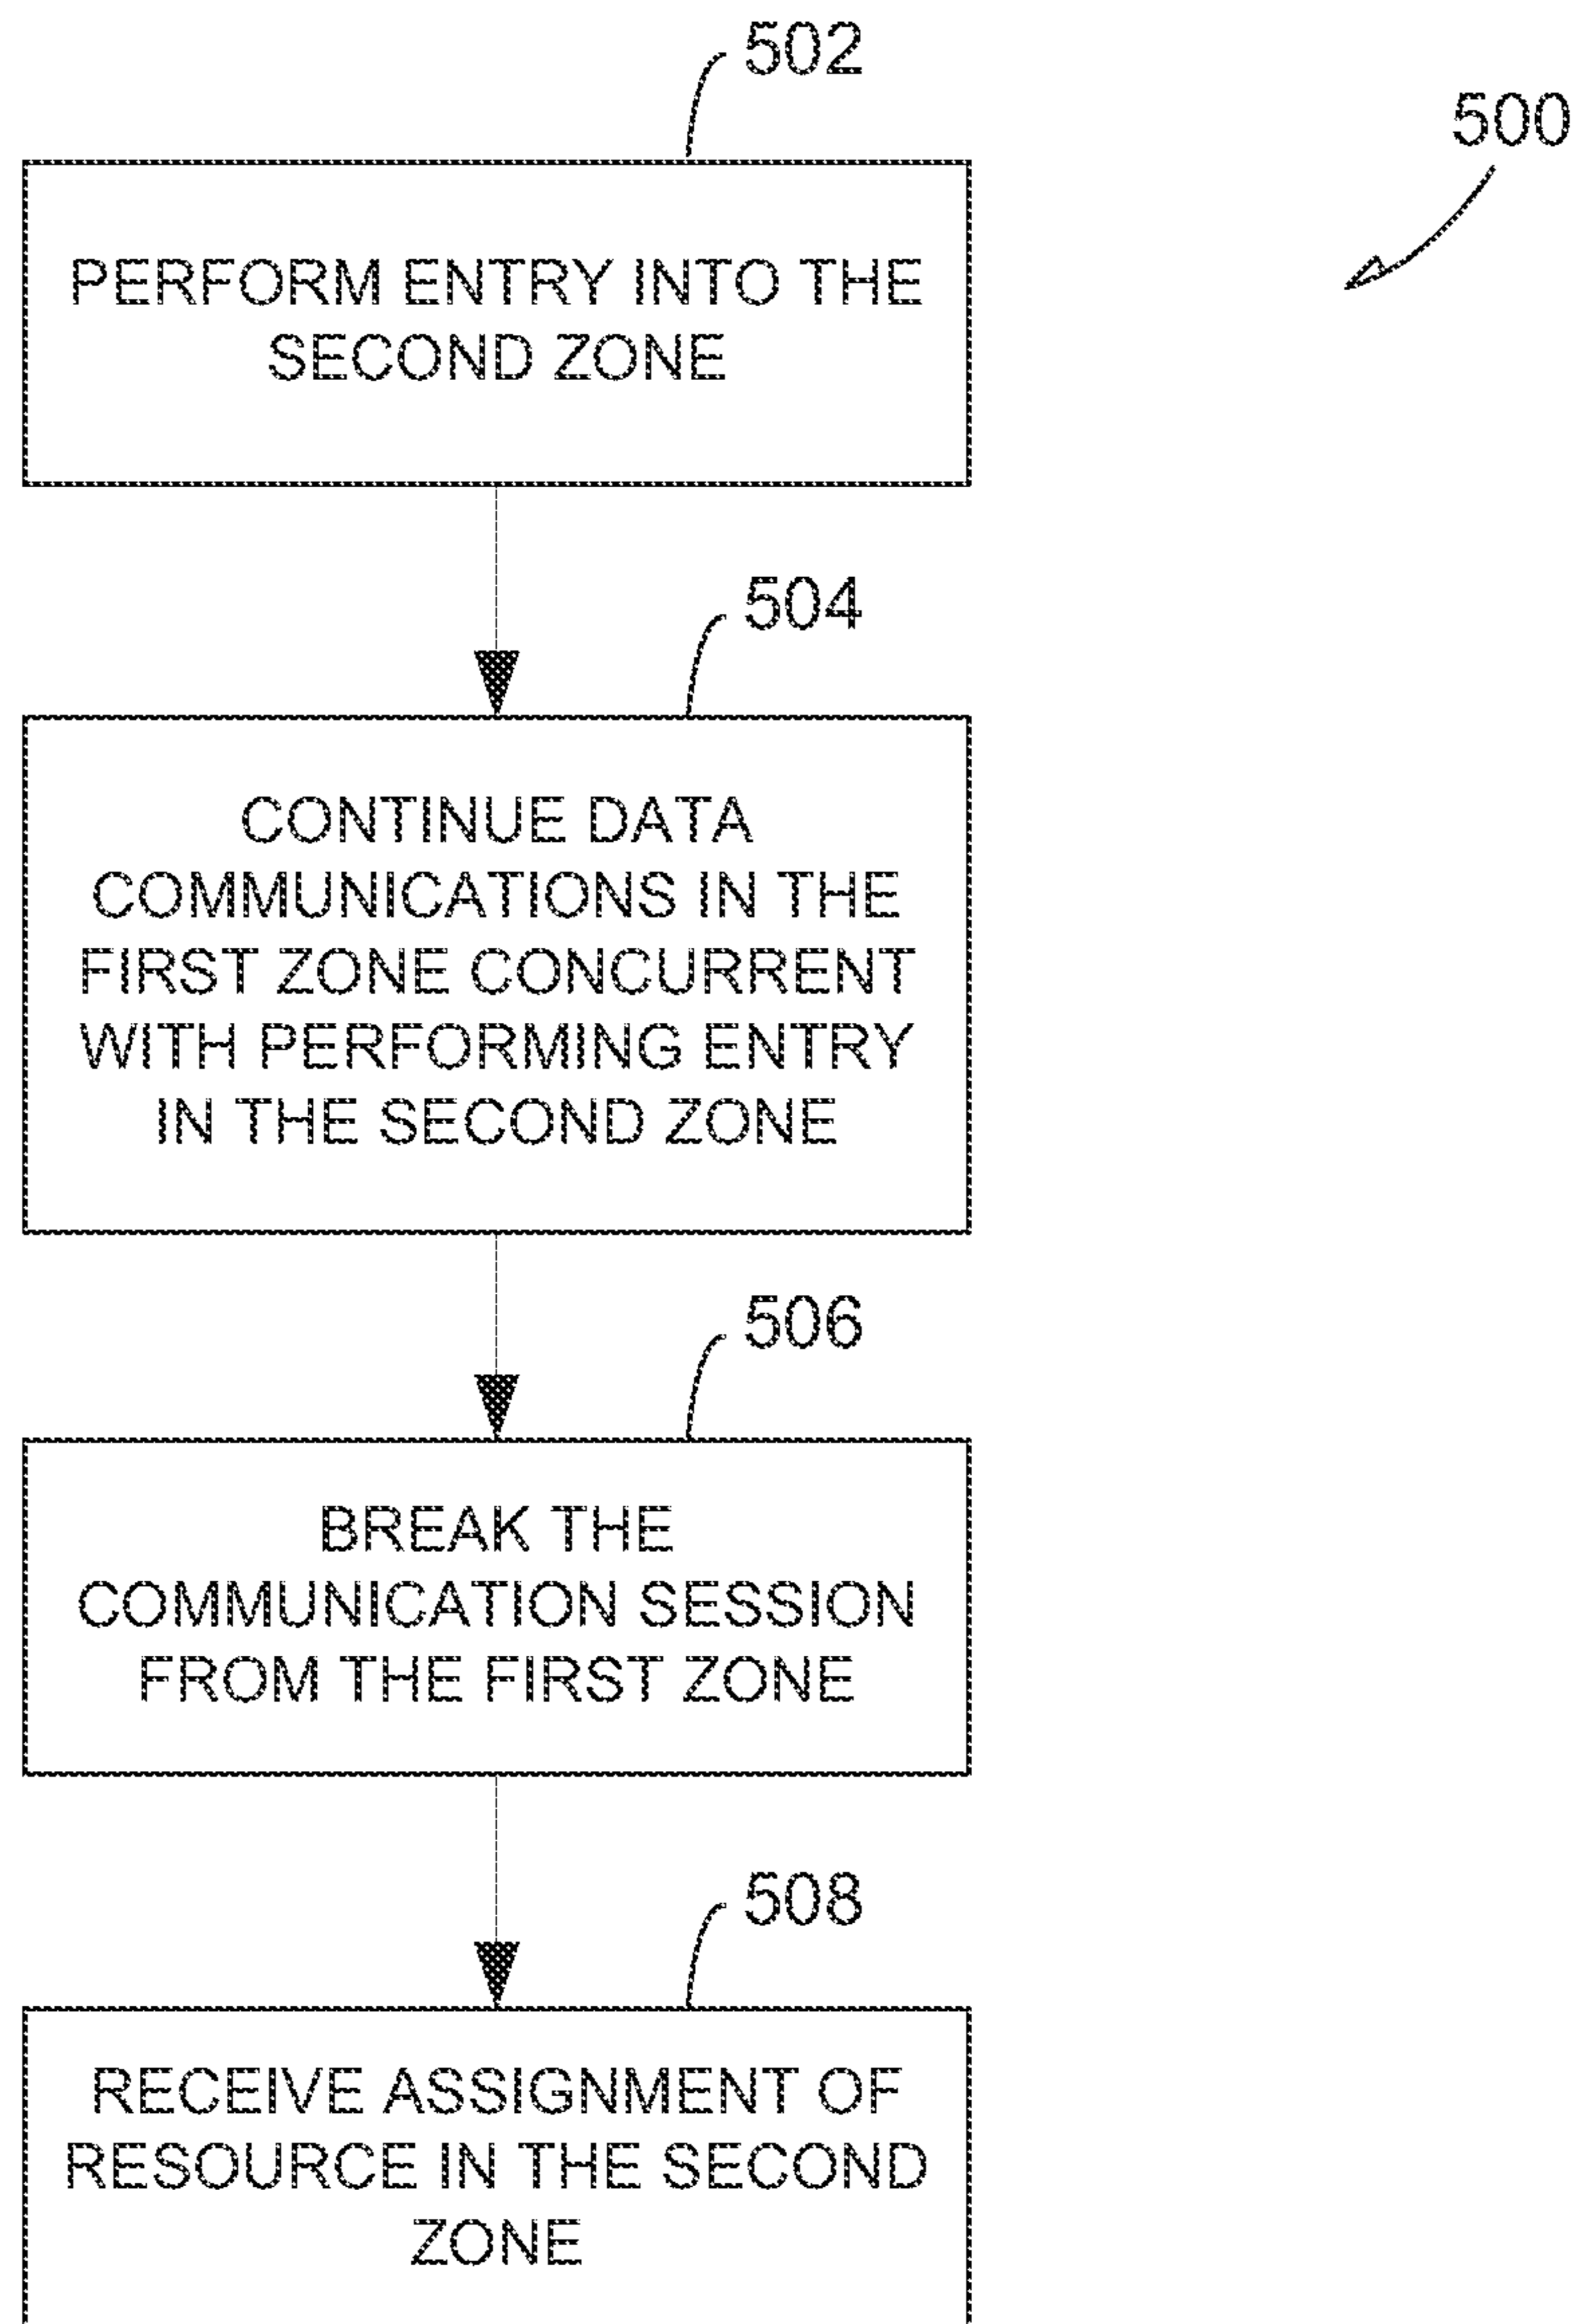 502
500
PERFORM ENTRY INTO THE
SECOND ZONE
504
CONTINUE DATA
COMMUNICATIONS IN THE
FIRST ZONE CONCURRENT
WITH PERFORMING ENTRY
IN THE SECOND ZONE
506
BREAK THE
COMMUNICATION SESSION
FROM THE FIRST ZONE
508
RECEIVE ASSIGNMENT OF
RESOURCE IN THE SECOND
ZONE